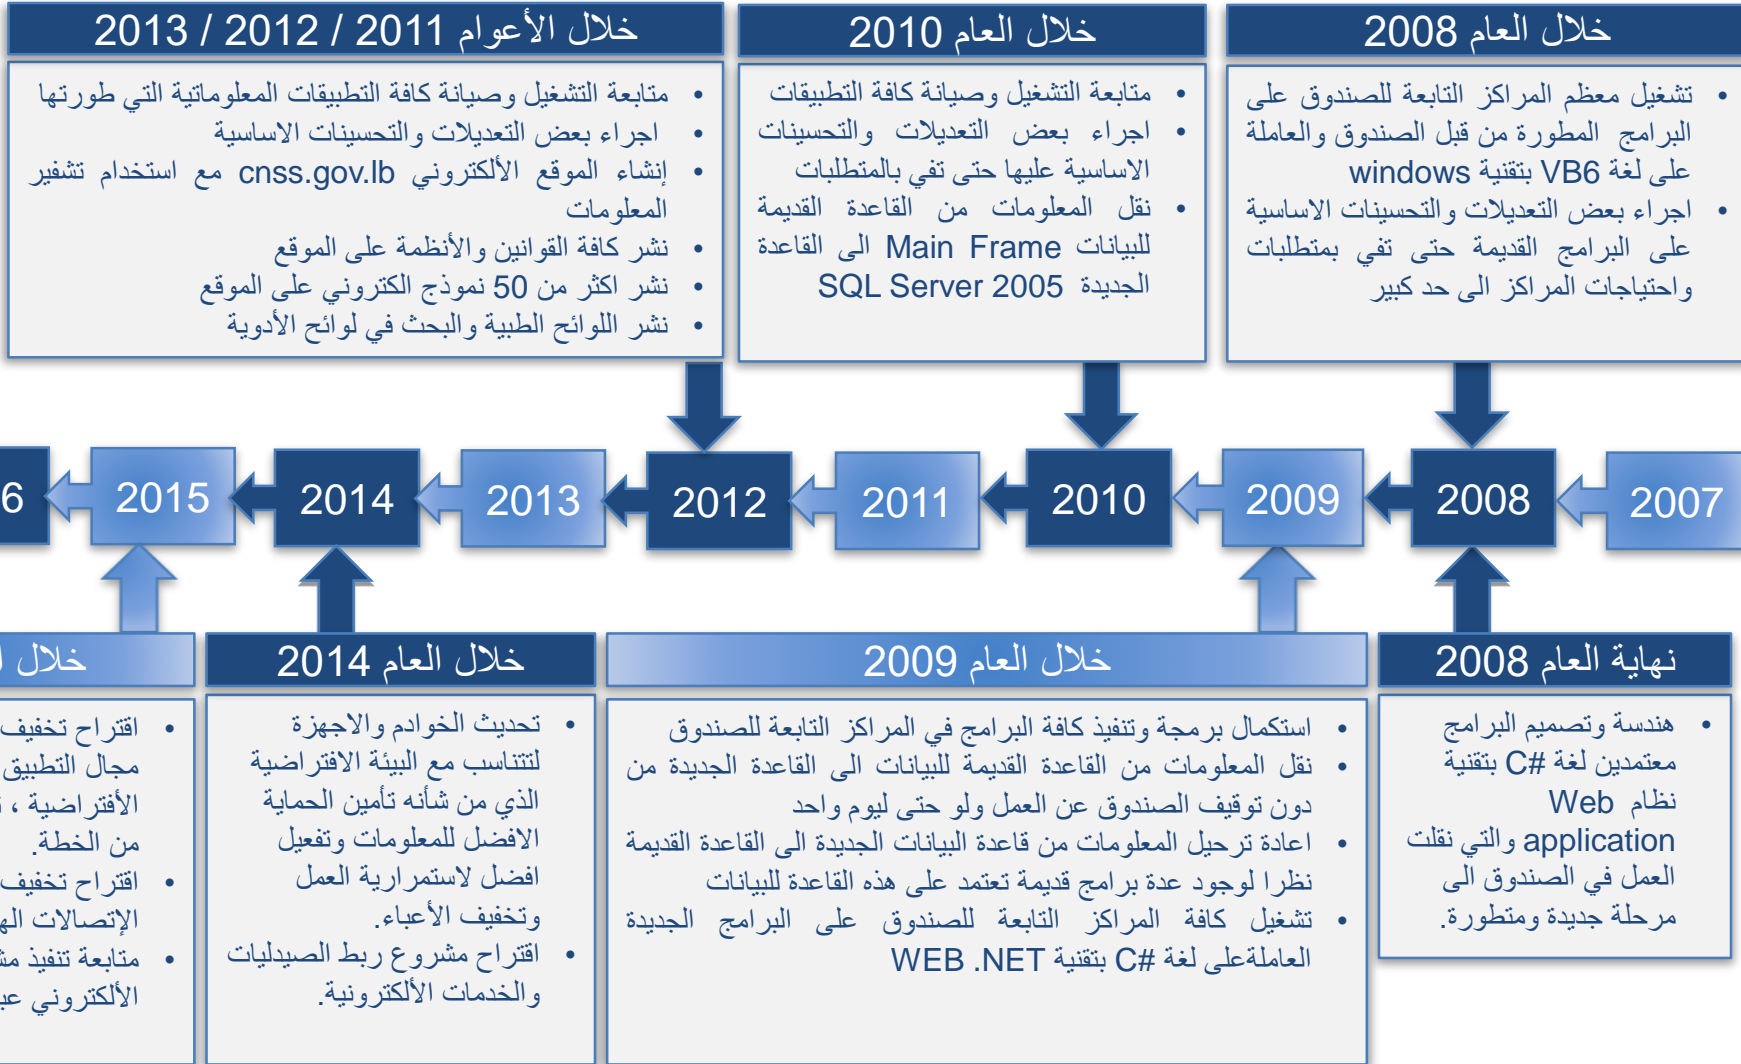 خلال العام 2008
• تشغيل معظم المراكز التابعة للصندوق على
البرامج المطورة من قبل الصندوق والعاملة
على لغة VB6 بتقنية windows
• اجراء بعض التعديلات والتحسينات الاساسية
على البرامج القديمة حتى تفي بمتطلبات
واحتياجات المراكز الى حد كبير
خلال العام 2010
• متابعة التشغيل وصيانة كافة التطبيقات
• اجراء بعض التعديلات والتحسينات
الاساسية عليها حتى تفي بالمتطلبات
• نقل المعلومات من القاعدة القديمة
للبيانات Main Frame الى القاعدة
الجديدة SQL Server 2005
خلال الأعوام 2011 / 2012 / 2013
• متابعة التشغيل وصيانة كافة التطبيقات المعلوماتية التي طورتها
• اجراء بعض التعديلات والتحسينات الاساسية
• إنشاء الموقع الألكتروني cnss.gov.lb مع استخدام تشفير
المعلومات
• نشر كافة القوانين والأنظمة على الموقع
• نشر اكثر من 50 نموذج الكتروني على الموقع
• نشر اللوائح الطبية والبحث في لوائح الأدوية
2007
2008
2009
2010
2011
2012
2013
2014
2015
6
نهاية العام 2008
• هندسة وتصميم البرامج
معتمدين لغة C# بتقنية
نظام Web
application والتي نقلت
العمل في الصندوق الى
مرحلة جديدة ومتطورة.
خلال العام 2009
• استكمال برمجة وتنفيذ كافة البرامج في المراكز التابعة للصندوق
• نقل المعلومات من القاعدة القديمة للبيانات الى القاعدة الجديدة من
دون توقيف الصندوق عن العمل ولو حتى ليوم واحد
• اعادة ترحيل المعلومات من قاعدة البيانات الجديدة الى القاعدة القديمة
نظرا لوجود عدة برامج قديمة تعتمد على هذه القاعدة للبيانات
• تشغيل كافة المراكز التابعة للصندوق على البرامج الجديدة
العاملةعلى لغة C# بتقنية WEB .NET
خلال العام 2014
• تحديث الخوادم والاجهزة
لتتناسب مع البيئة الافتراضية
الذي من شأنه تأمين الحماية
الافضل للمعلومات وتفعيل
افضل لاستمرارية العمل
وتخفيف الأعباء.
• اقتراح مشروع ربط الصيدليات
والخدمات الألكترونية.
خلال
• اقتراح تخفيف
مجال التطبيق
الأفتراضية ،
من الخطة.
• اقتراح تخفيف
الإتصالات
• متابعة تنفيذ
الألكتروني